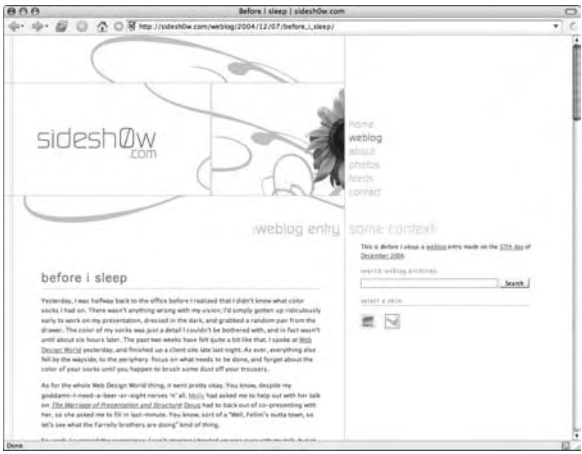 Before I sleep | sidesh0w.com
http://sidesh0w.com/weblog/2004/12/07/before_i_sleep/
sidesh0w
.com
home
weblog
about
photos
feeds
contact
weblog entry
some context
This is Before I sleep, a weblog entry made on the 07th day of
December 2004.
search weblog archives
Search
select a skin
before i sleep
Yesterday, I was halfway back to the office before I realized that I didn't know what color
socks I had on. There wasn't anything wrong with my vision; I'd simply gotten up ridiculously
early to work on my presentation, dressed in the dark, and grabbed a random pair from the
drawer. The color of my socks was just a detail I couldn't be bothered with, and in fact wasn't
until about six hours later. The past two weeks have felt quite a bit like that. I spoke at Web
Design World yesterday, and finished up a client site late last night. As ever, everything else
fell by the wayside, to the periphery: focus on what needs to be done, and forget about the
color of your socks until you happen to brush some dust off your trousers.
As for the whole Web Design World thing, it went pretty okay. You know, despite my
goddamn-I-need-a-beer-or-eight nerves 'n' all. Molly had asked me to help out with her talk
on The Marriage of Presentation and Structure; Doug had to back out of co-presenting with
her, so she asked me to fill in last-minute. You know, sort of a "Well, Fellini's outta town, so
let's see what the Farrelly brothers are doing" kind of thing.
Done